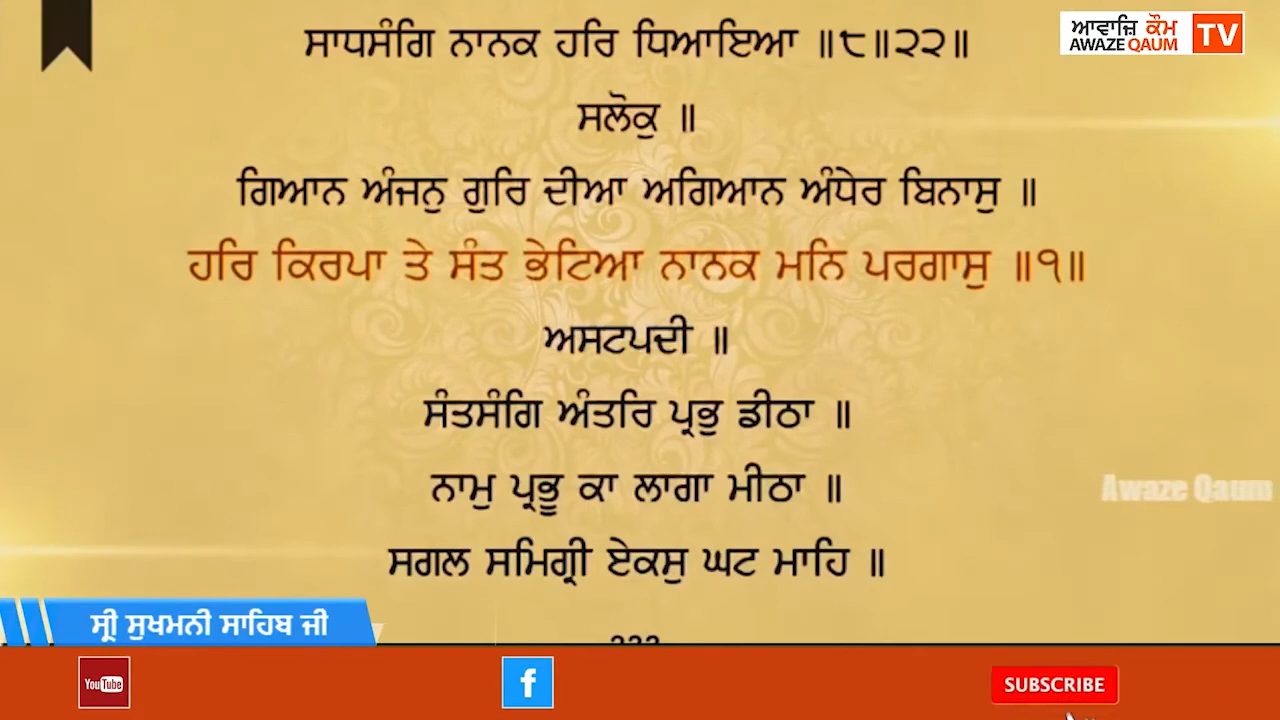 ਆਵਾਜ਼ਿ ਕੌਮ
AWAZE QAUM TV
ਸਾਧਸੰਗਿ ਨਾਨਕ ਹਰਿ ਧਿਆਇਆ ॥੮॥੨੨॥
ਸਲੋਕੁ ॥
ਗਿਆਨ ਅੰਜਨੁ ਗੁਰਿ ਦੀਆ ਅਗਿਆਨ ਅੰਧੇਰ ਬਿਨਾਸੁ ॥
ਹਰਿ ਕਿਰਪਾ ਤੇ ਸੰਤ ਭੇਟਿਆ ਨਾਨਕ ਮਨਿ ਪਰਗਾਸੁ ॥੧॥
ਅਸਟਪਦੀ ॥
ਸੰਤਸੰਗਿ ਅੰਤਰਿ ਪ੍ਰਭੁ ਡੀਠਾ ॥
ਨਾਮੁ ਪ੍ਰਭੂ ਕਾ ਲਾਗਾ ਮੀਠਾ ॥
Awaze Qaum
ਸਗਲ ਸਮਿਗ੍ਰੀ ਏਕਸੁ ਘਟ ਮਾਹਿ ॥
ਸ੍ਰੀ ਸੁਖਮਨੀ ਸਾਹਿਬ ਜੀ
YouTube
f
SUBSCRIBE